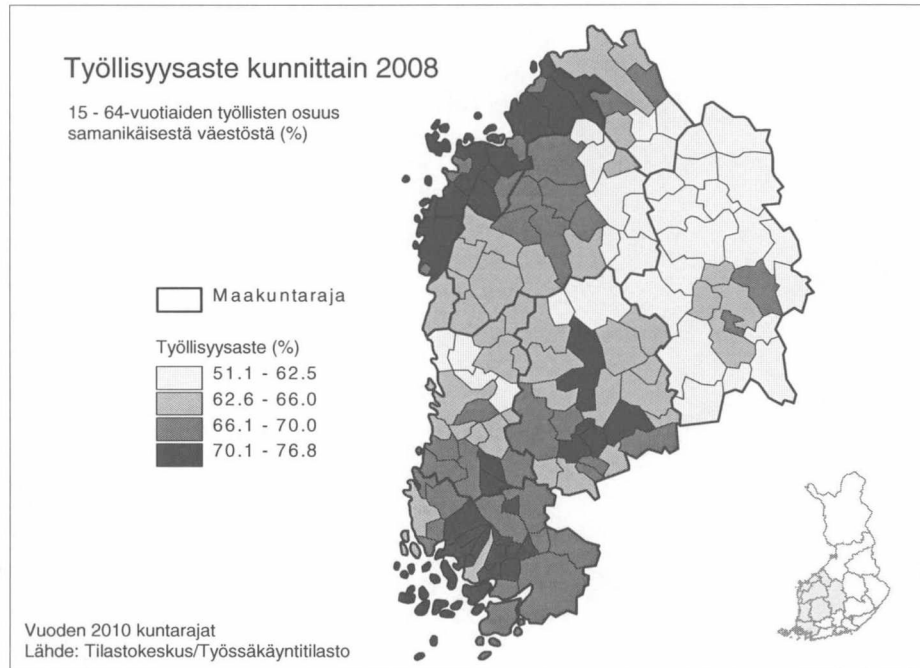 Työllisyysaste kunnittain 2008
15 - 64-vuotiaiden työllisten osuus
samanikäisestä väestöstä (%)
Maakuntaraja
Työllisyysaste (%)
51.1 - 62.5
62.6 - 66.0
66.1 - 70.0
70.1 - 76.8
Vuoden 2010 kuntarajat
Lähde: Tilastokeskus/Työssäkäyntitilasto